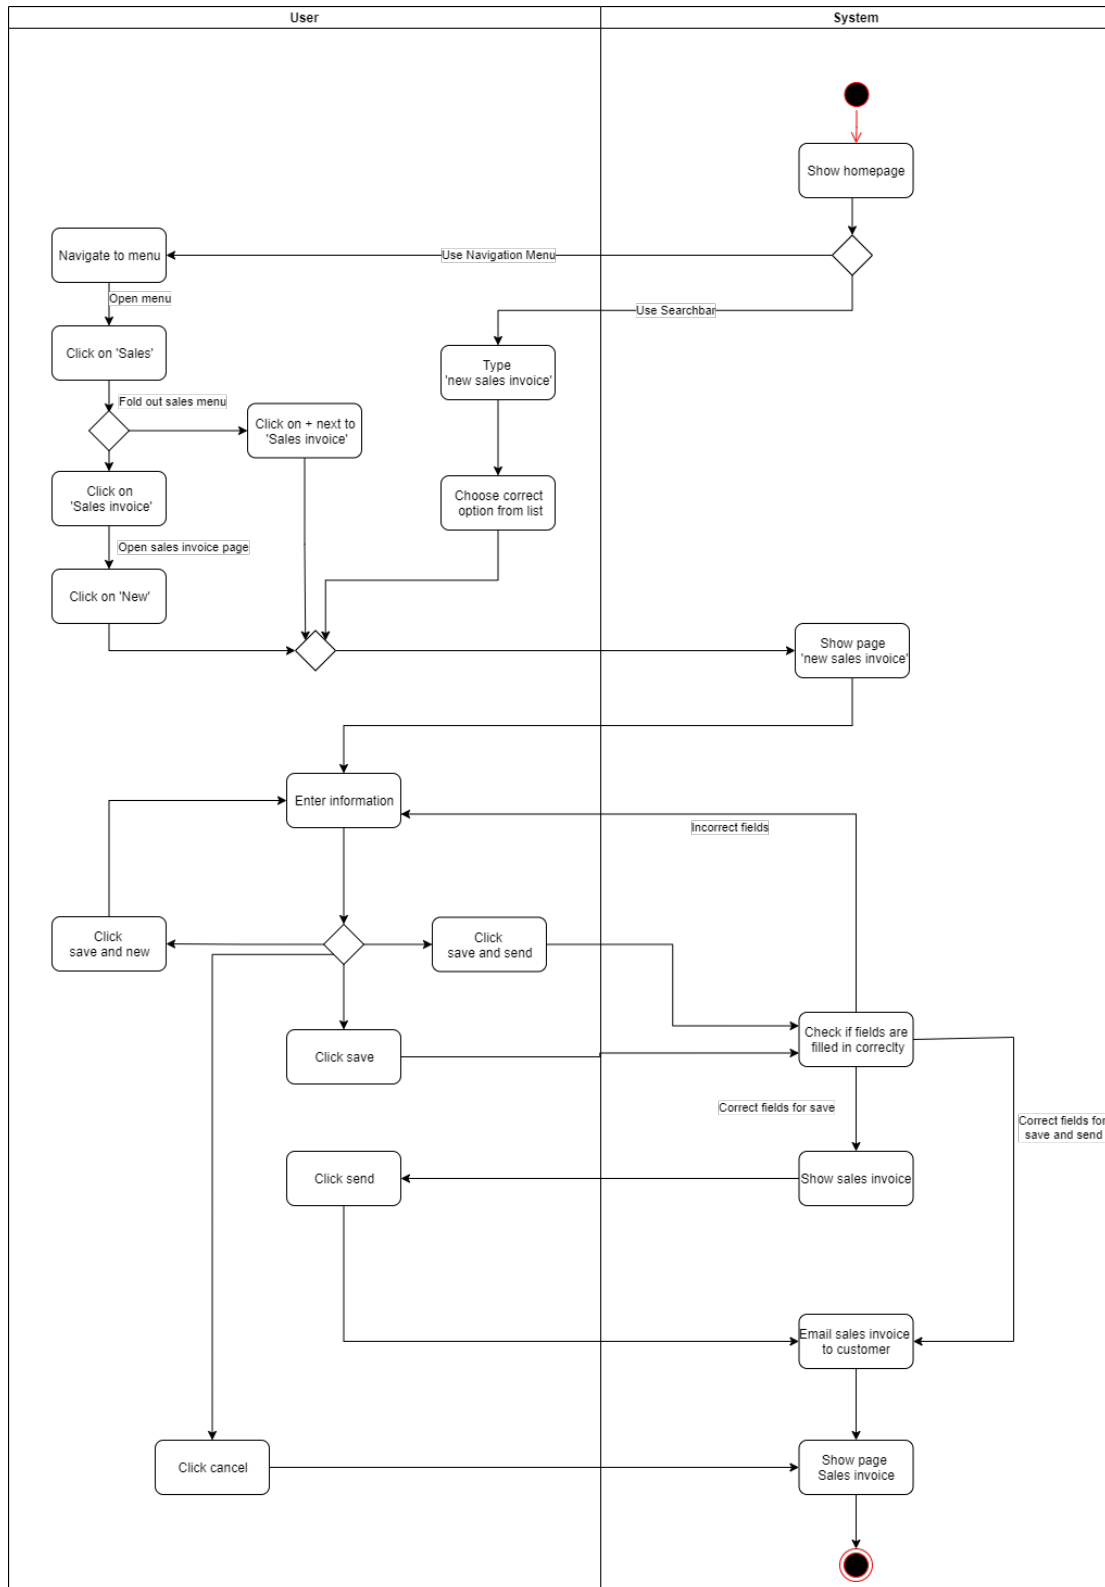 User
System
Show homepage
Navigate to menu
Use Navigation Menu
Open menu
Use Searchbar
Click on 'Sales'
Type
'new sales invoice'
Fold out sales menu
Click on + next to
'Sales invoice'
Click on
'Sales invoice'
Choose correct
option from list
Open sales invoice page
Click on 'New'
Show page
'new sales invoice'
Enter information
Incorrect fields
Click
save and new
Click
save and send
Click save
Check if fields are
filled in correclty
Correct fields for save
Correct fields for
save and send
Click send
Show sales invoice
Email sales invoice
to customer
Click cancel
Show page
Sales invoice